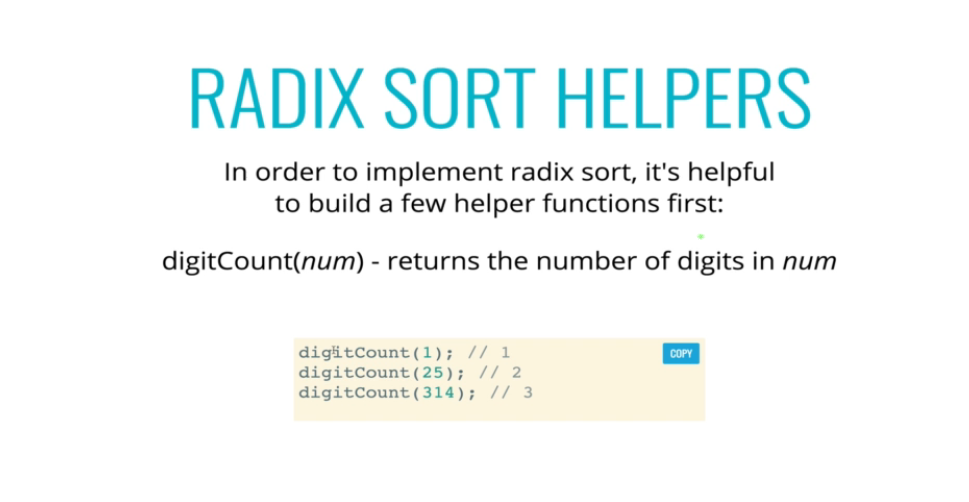 RADIX SORT HELPERS
In order to implement radix sort, it's helpful
to build a few helper functions first:
digitCount(num) - returns the number of digits in num
digitCount(1); // 1
COPY
digitCount(25); // 2
digitCount(314); // 3